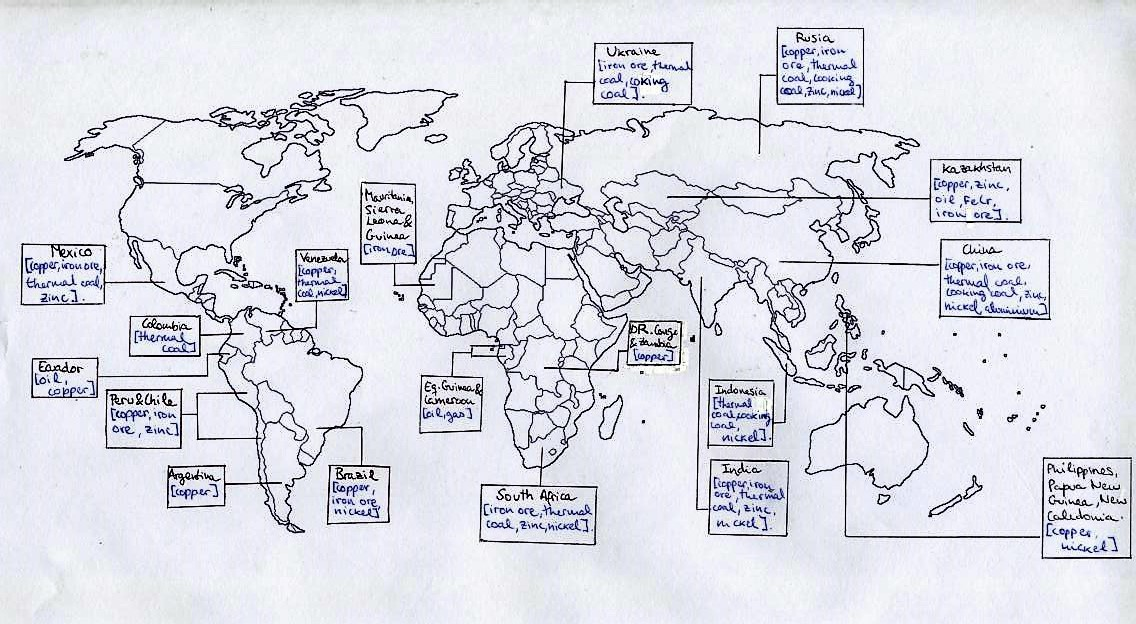 Ukraine
[iron ore, thermal
coal, coking
coal].
Rusia
[copper, iron
ore, thermal
coal, cooking
coal, zinc, nickel]
Kazakhstan
[copper, zinc,
oil, FeCr,
iron ore].
China
[copper, iron ore,
thermal coal,
cooking coal, zinc,
nickel aluminium]
Mauritania,
Sierra
Leona &
Guinea
[iron ore]
Mexico
[copper, iron ore,
thermal coal,
zinc].
Venezuela
[copper,
thermal
coal, nickel]
Colombia
[thermal
coal]
Ecuador
[oil,
copper]
Peru & Chile
[copper, iron
ore, zinc]
Argentina
[copper]
Brazil
[copper,
iron ore,
nickel]
Eq. Guinea &
Cameroon
[oil, gas]
DR. Congo
& Zambia
[copper]
South Africa
[iron ore, thermal
coal, zinc, nickel].
Indonesia
[thermal
coal, cooking
coal,
nickel].
India
[copper, iron
ore, thermal
coal, zinc,
nickel].
Philippines,
Papua New
Guinea, New
Caledonia.
[copper,
nickel]